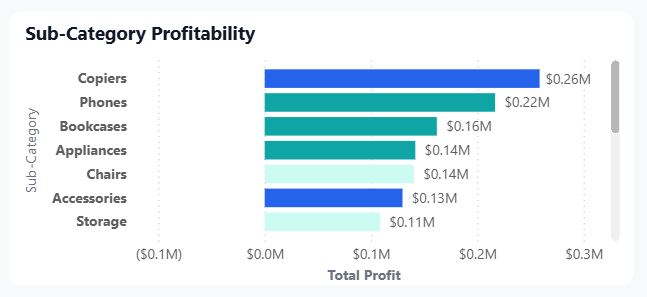 Sub-Category Profitability
Sub-Category
Copiers $0.26M
Phones $0.22M
Bookcases $0.16M
Appliances $0.14M
Chairs $0.14M
Accessories $0.13M
Storage $0.11M
($0.1M) $0.0M $0.1M $0.2M $0.3M
Total Profit